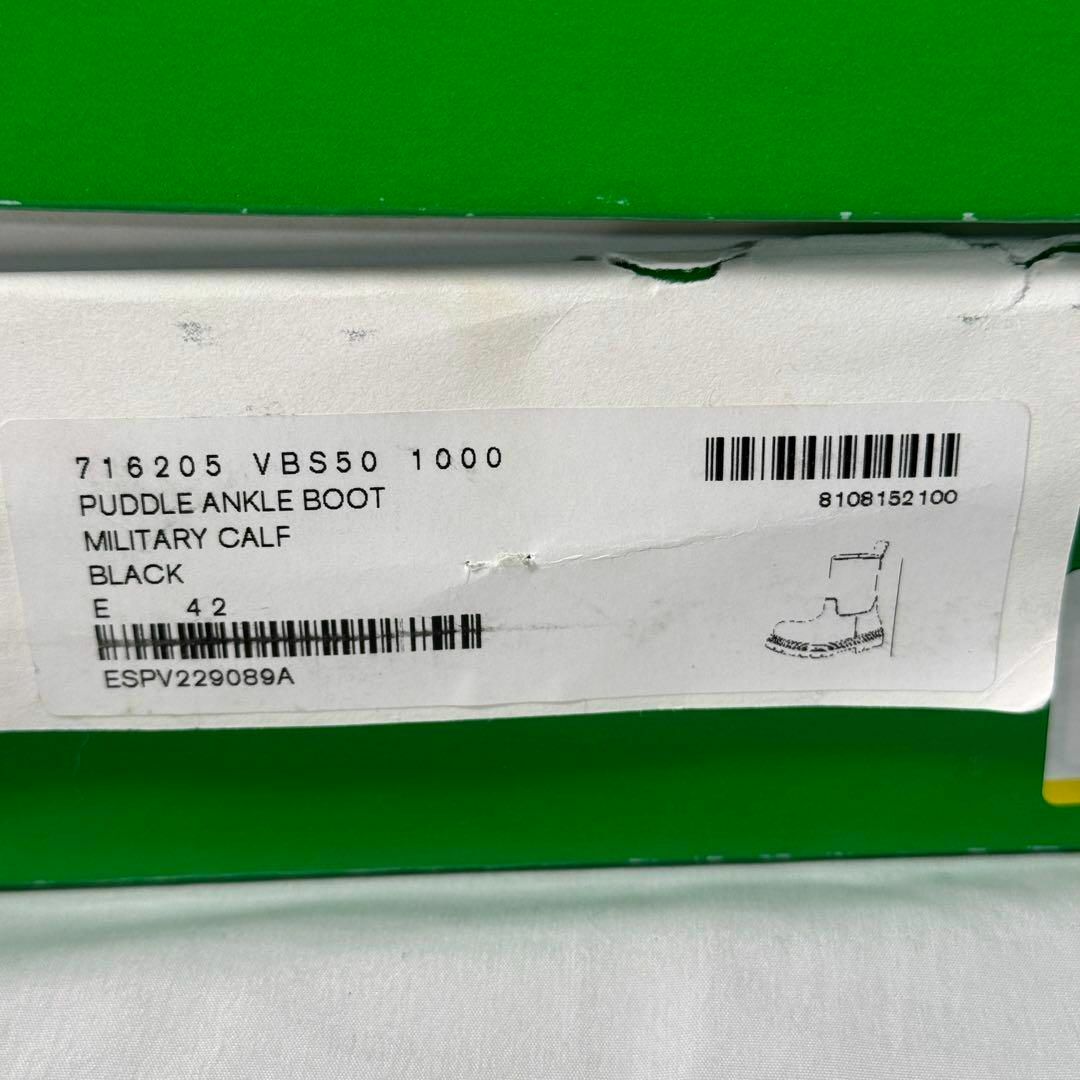 716205 VBS50 1000
PUDDLE ANKLE BOOT
MILITARY CALF
BLACK
E 42
ESPV229089A
8108152100